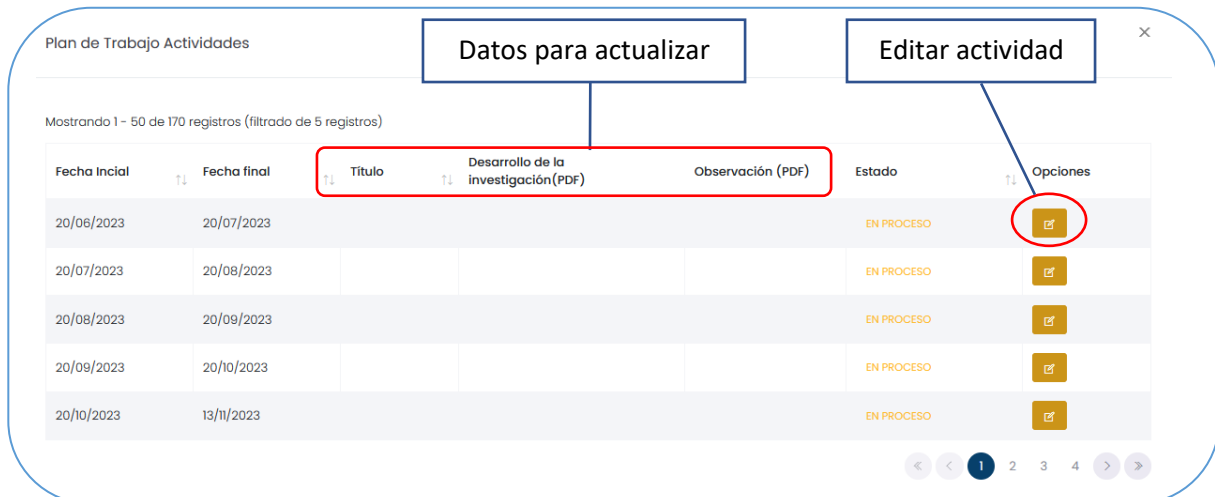 Plan de Trabajo Actividades
Datos para actualizar
Editar actividad
Mostrando 1 - 50 de 170 registros (filtrado de 5 registros)
Fecha Incial Fecha final Título Desarrollo de la investigación(PDF) Observación (PDF) Estado Opciones
20/06/2023 20/07/2023 EN PROCESO
20/07/2023 20/08/2023 EN PROCESO
20/08/2023 20/09/2023 EN PROCESO
20/09/2023 20/10/2023 EN PROCESO
20/10/2023 13/11/2023 EN PROCESO
« < 1 2 3 4 > »